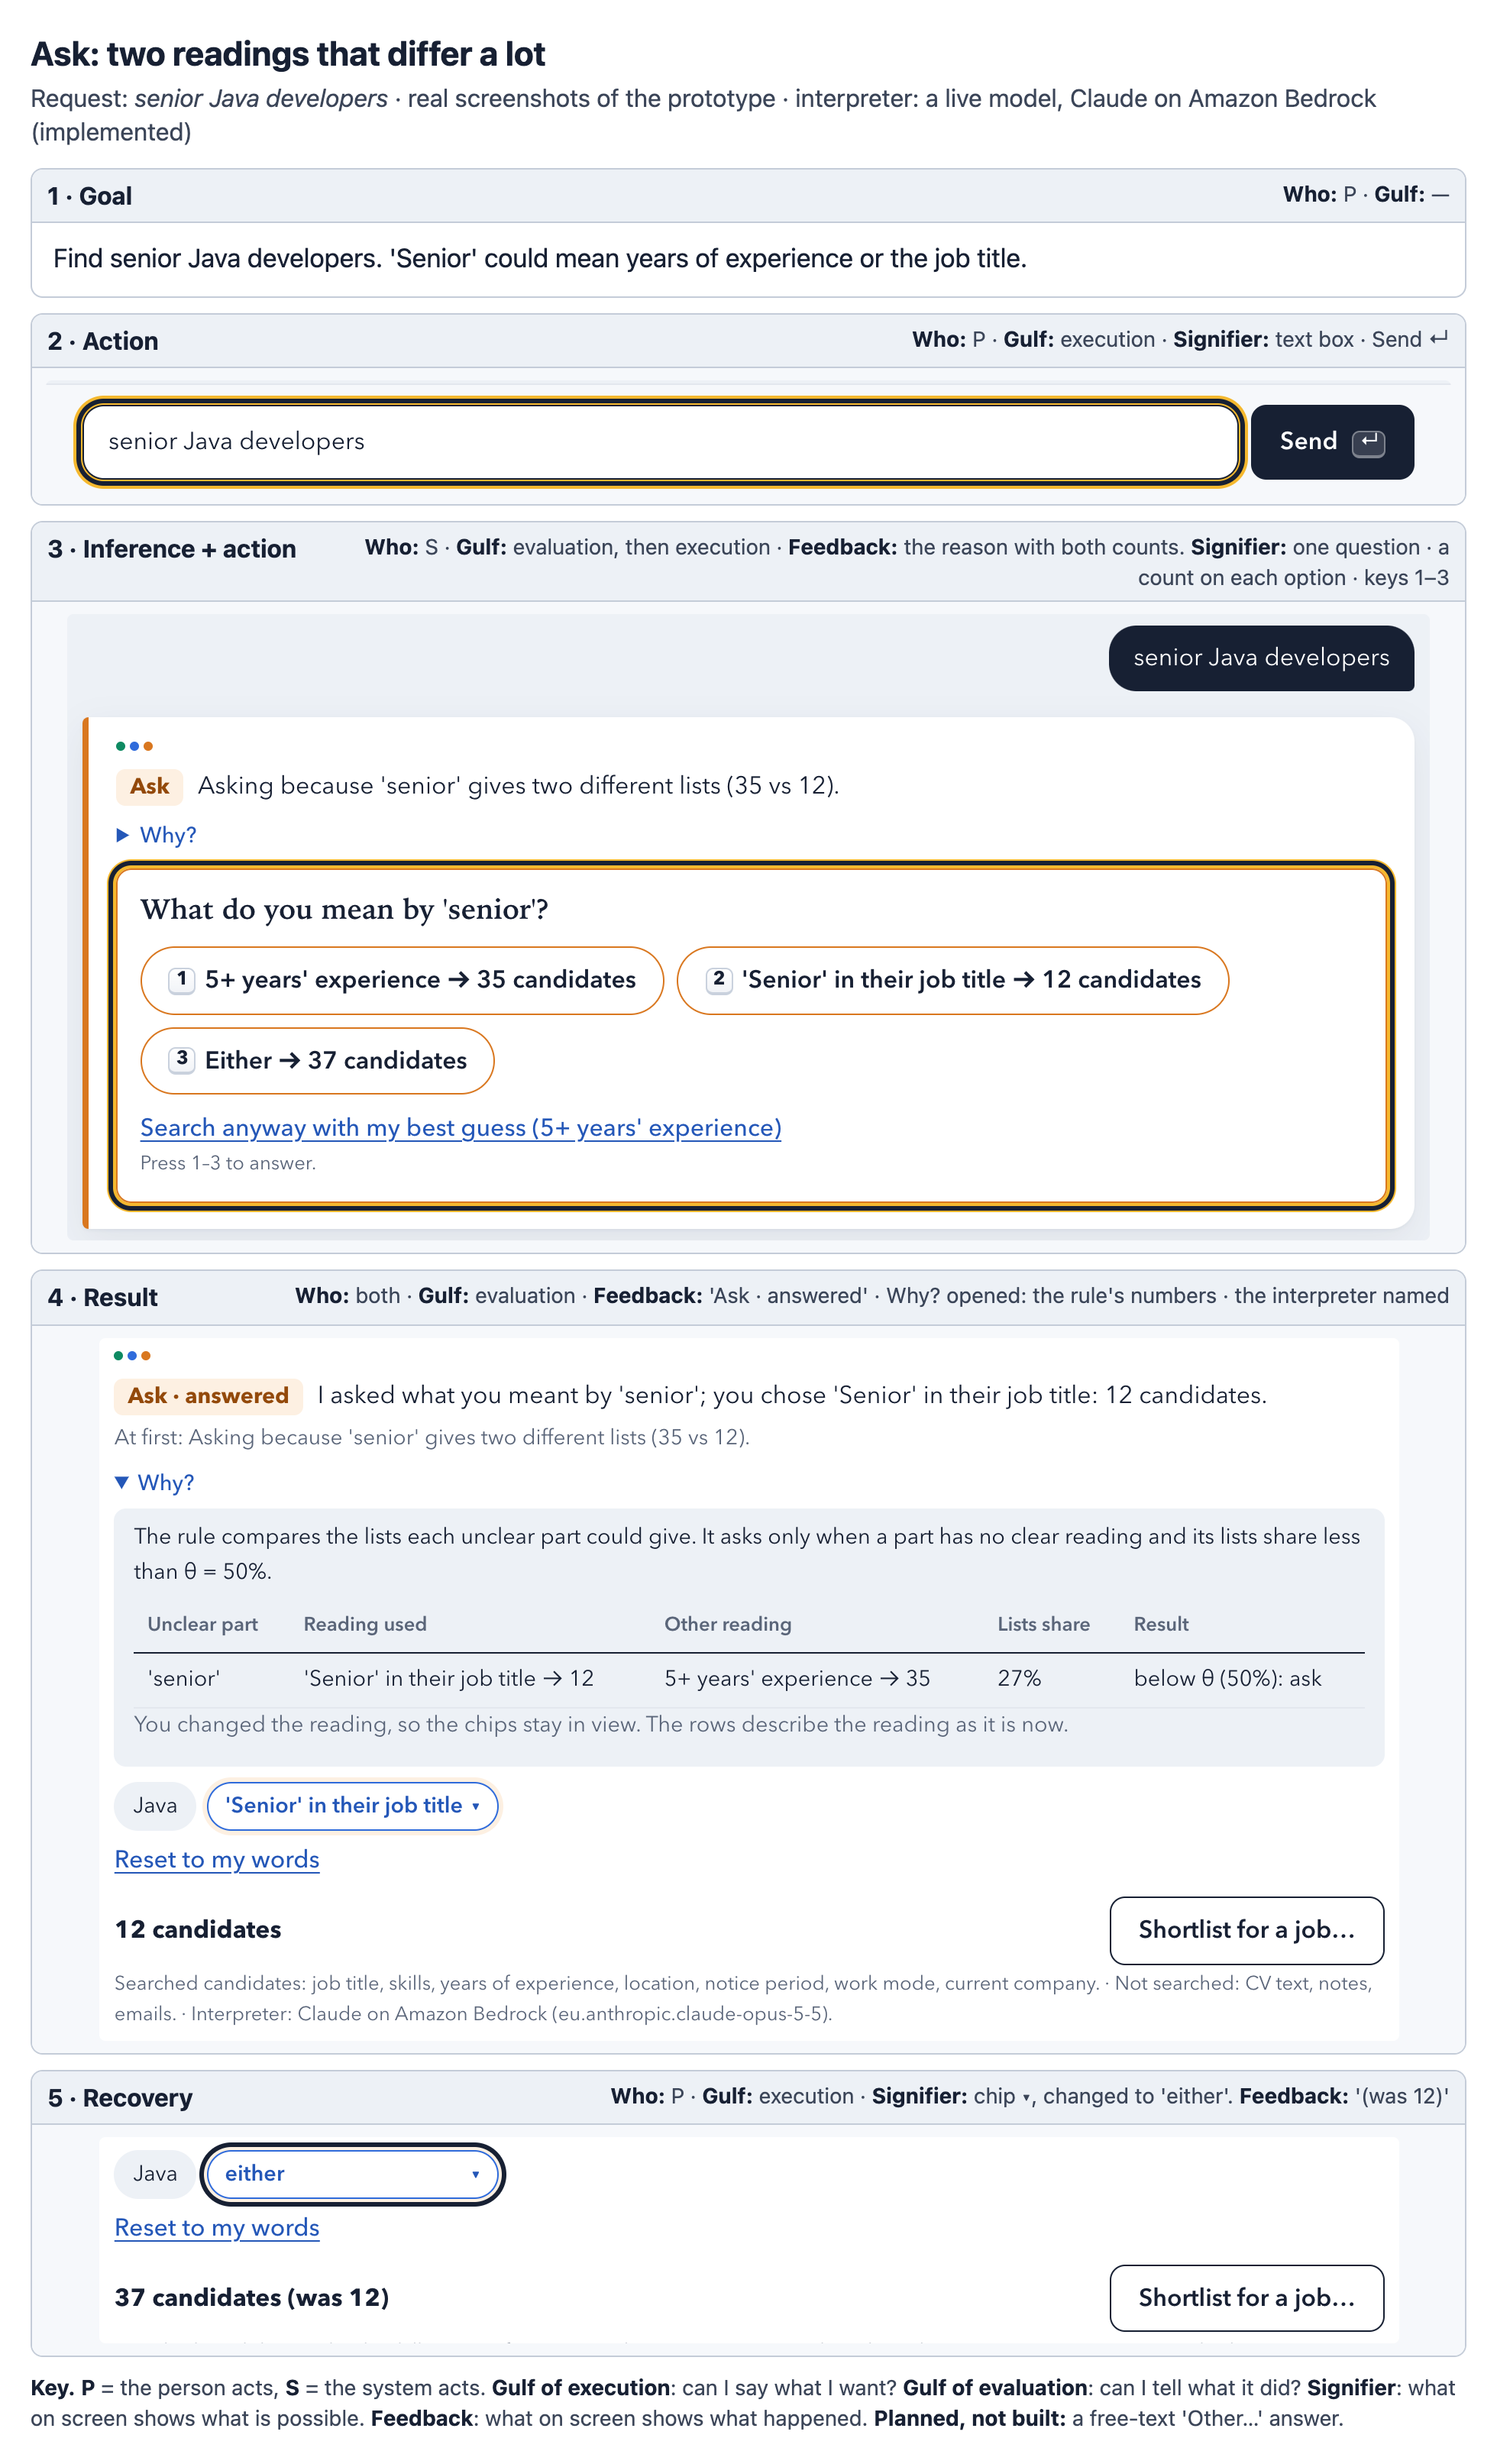 Ask: two readings that differ a lot
Request: senior Java developers · real screenshots of the prototype · interpreter: a live model, Claude on Amazon Bedrock
(implemented)
1 · Goal
Who: P · Gulf: —
Find senior Java developers. 'Senior' could mean years of experience or the job title.
2 · Action
Who: P · Gulf: execution · Signifier: text box · Send ↵
senior Java developers
Send ↵
3 · Inference + action
Who: S · Gulf: evaluation, then execution · Feedback: the reason with both counts. Signifier: one question · a
count on each option · keys 1–3
senior Java developers
Ask Asking because 'senior' gives two different lists (35 vs 12).
▶ Why?
What do you mean by 'senior'?
1 5+ years' experience → 35 candidates
2 'Senior' in their job title → 12 candidates
3 Either → 37 candidates
Search anyway with my best guess (5+ years' experience)
Press 1–3 to answer.
4 · Result
Who: both · Gulf: evaluation · Feedback: 'Ask · answered' · Why? opened: the rule's numbers · the interpreter named
Ask · answered I asked what you meant by 'senior'; you chose 'Senior' in their job title: 12 candidates.
At first: Asking because 'senior' gives two different lists (35 vs 12).
▼ Why?
The rule compares the lists each unclear part could give. It asks only when a part has no clear reading and its lists share less
than θ = 50%.
Unclear part Reading used Other reading Lists share Result
'senior' 'Senior' in their job title → 12 5+ years' experience → 35 27% below θ (50%): ask
You changed the reading, so the chips stay in view. The rows describe the reading as it is now.
Java 'Senior' in their job title ▾
Reset to my words
12 candidates
Shortlist for a job…
Searched candidates: job title, skills, years of experience, location, notice period, work mode, current company. · Not searched: CV text, notes,
emails. · Interpreter: Claude on Amazon Bedrock (eu.anthropic.claude-opus-5-5).
5 · Recovery
Who: P · Gulf: execution · Signifier: chip ▾, changed to 'either'. Feedback: '(was 12)'
Java either ▾
Reset to my words
37 candidates (was 12)
Shortlist for a job…
Key. P = the person acts, S = the system acts. Gulf of execution: can I say what I want? Gulf of evaluation: can I tell what it did? Signifier: what
on screen shows what is possible. Feedback: what on screen shows what happened. Planned, not built: a free-text 'Other…' answer.